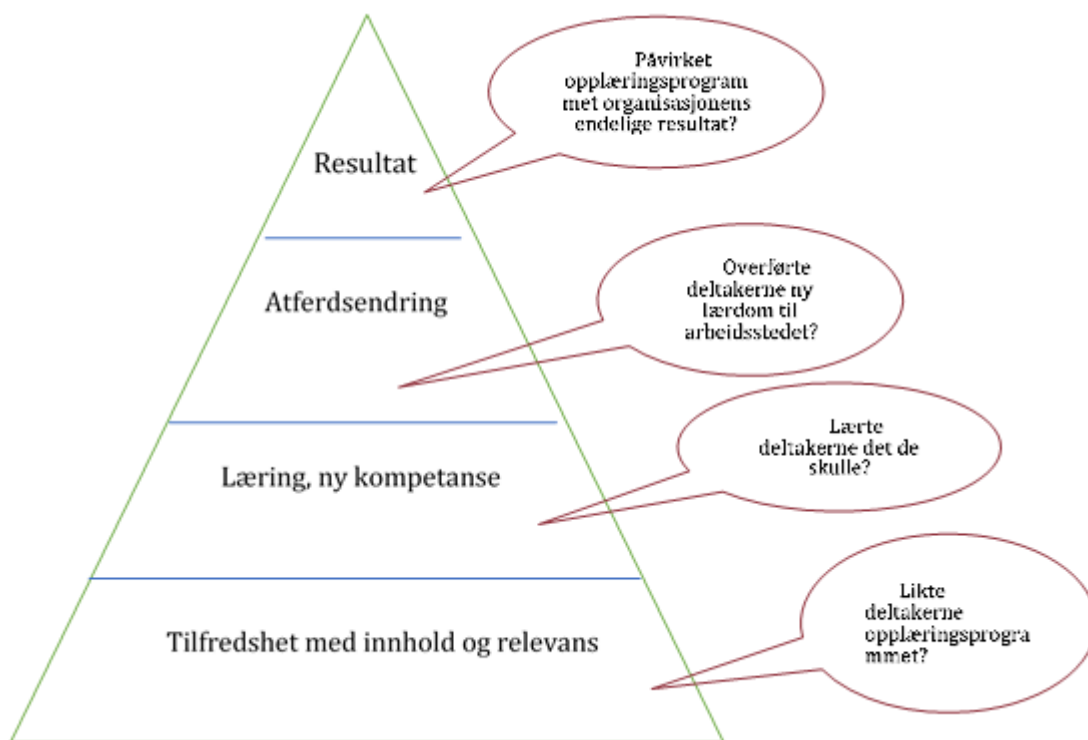 Påvirket
opplæringsprogram
met organisasjonens
endelige resultat?
Resultat
Overførte
deltakerne ny
lærdom til
arbeidsstedet?
Atferdsendring
Lærte
deltakerne det de
skulle?
Læring, ny kompetanse
Likte
deltakerne
opplæringsprogra
mmet?
Tilfredshet med innhold og relevans